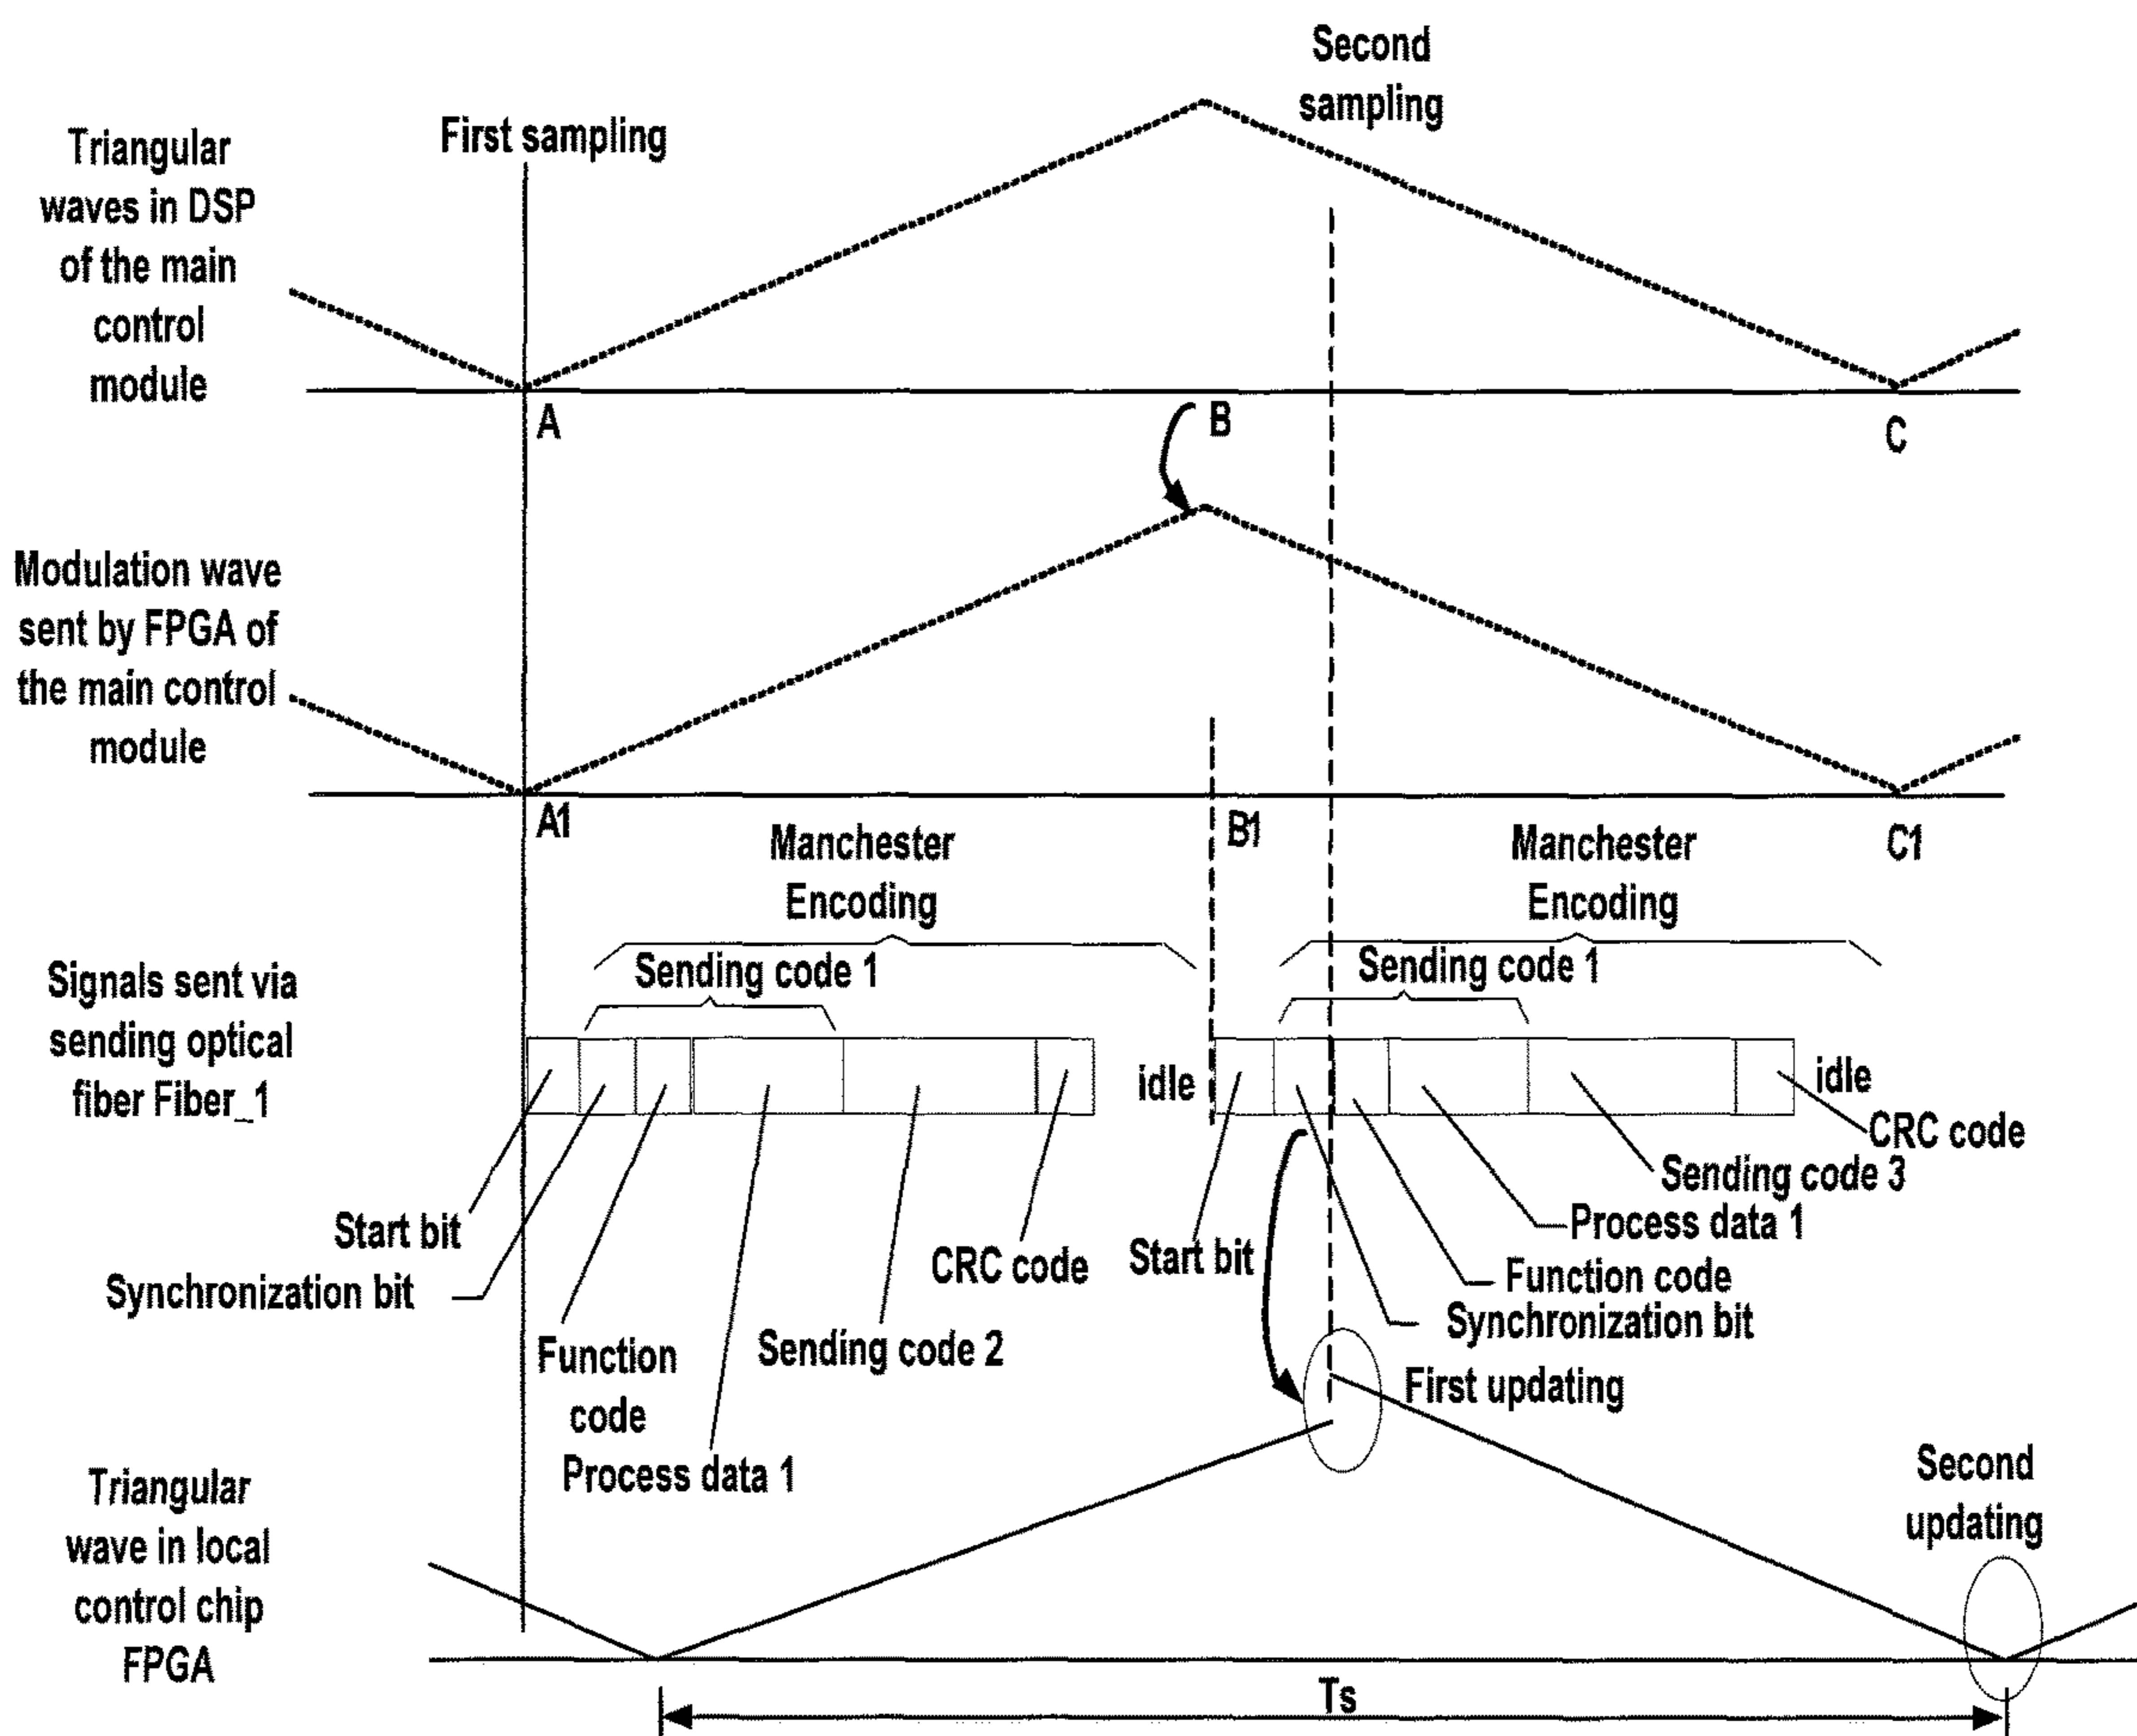 Second
sampling
First sampling
Triangular
waves in DSP
of the main
control
module
A
B
C
Modulation wave
sent by FPGA of
the main control
module
A1
B1
C1
Manchester
Encoding
Manchester
Encoding
Sending code 1
Sending code 1
Signals sent via
sending optical
fiber Fiber_1
idle
idle
CRC code
Sending code 3
Process data 1
Function code
Synchronization bit
Start bit
Synchronization bit
CRC code
Start bit
Function
code
Sending code 2
Process data 1
First updating
Second
updating
Triangular
wave in local
control chip
FPGA
Ts